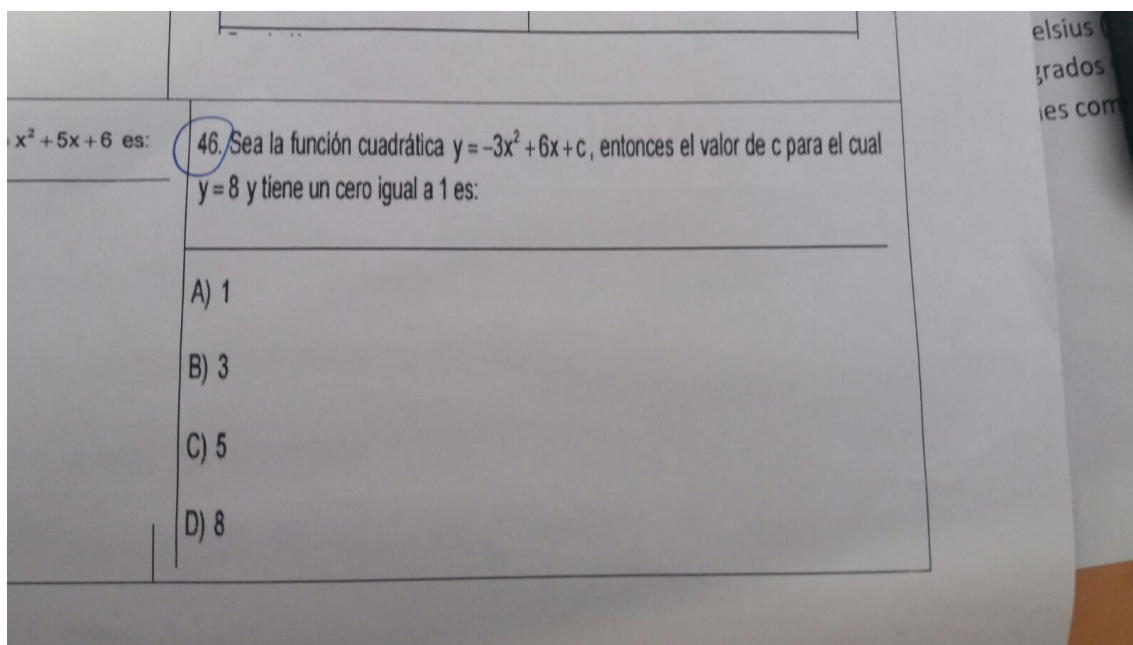 elsius
grados
es com
x² + 5x + 6 es:
46. Sea la función cuadrática y = −3x² + 6x + c, entonces el valor de c para el cual
y = 8 y tiene un cero igual a 1 es:
A) 1
B) 3
C) 5
D) 8